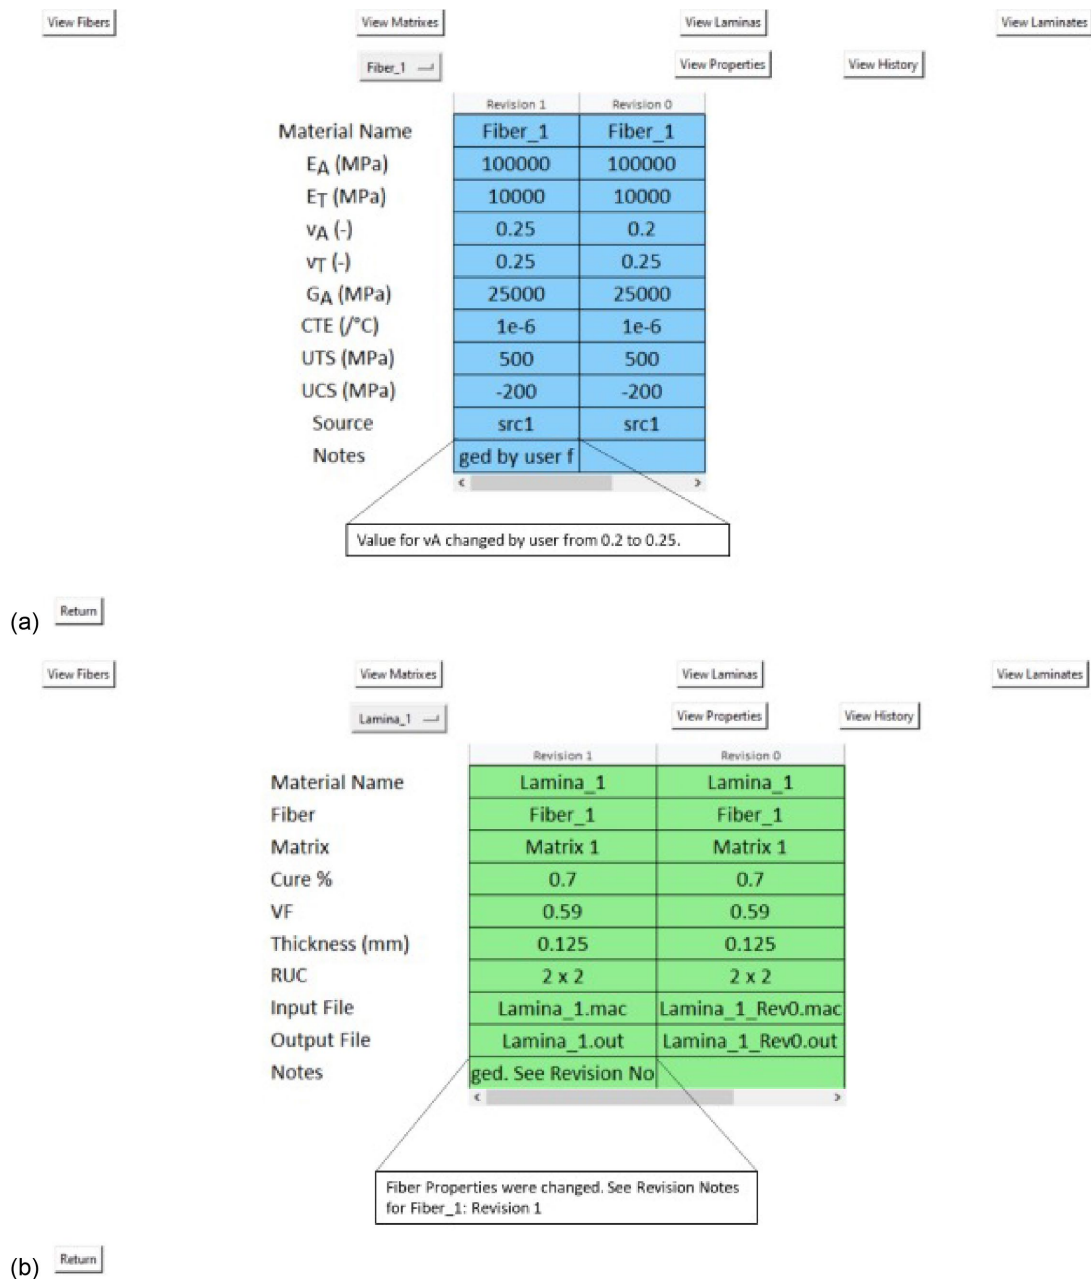 View Fibers View Matrixes View Laminas View Laminates
Fiber_1 View Properties View History
Revision 1 Revision 0
Material Name Fiber_1 Fiber_1
EA (MPa) 100000 100000
ET (MPa) 10000 10000
vA (-) 0.25 0.2
vT (-) 0.25 0.25
GA (MPa) 25000 25000
CTE (/°C) 1e-6 1e-6
UTS (MPa) 500 500
UCS (MPa) -200 -200
Source src1 src1
Notes ged by user f
Value for vA changed by user from 0.2 to 0.25.
(a) Return
View Fibers View Matrixes View Laminas View Laminates
Lamina_1 View Properties View History
Revision 1 Revision 0
Material Name Lamina_1 Lamina_1
Fiber Fiber_1 Fiber_1
Matrix Matrix 1 Matrix 1
Cure % 0.7 0.7
VF 0.59 0.59
Thickness (mm) 0.125 0.125
RUC 2 x 2 2 x 2
Input File Lamina_1.mac Lamina_1_Rev0.mac
Output File Lamina_1.out Lamina_1_Rev0.out
Notes ged. See Revision No
Fiber Properties were changed. See Revision Notes
for Fiber_1: Revision 1
(b) Return